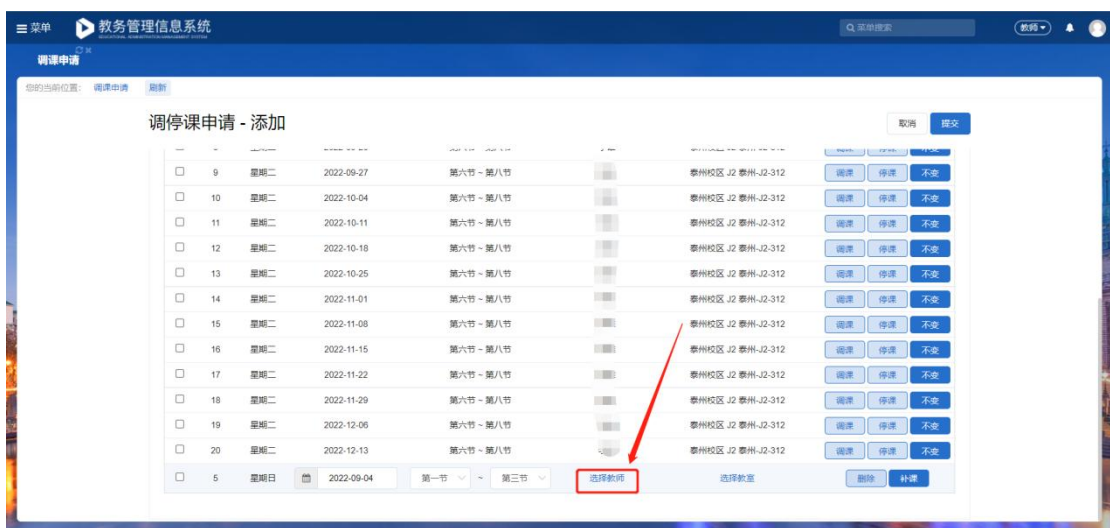 菜单 教务管理信息系统 菜单搜索 教师
调课申请
您的当前位置： 调课申请 刷新
调停课申请 - 添加 取消 提交
9 星期二 2022-09-27 第六节 ~ 第八节 泰州校区 J2 泰州-J2-312 调课 停课 不变
10 星期二 2022-10-04 第六节 ~ 第八节 泰州校区 J2 泰州-J2-312 调课 停课 不变
11 星期二 2022-10-11 第六节 ~ 第八节 泰州校区 J2 泰州-J2-312 调课 停课 不变
12 星期二 2022-10-18 第六节 ~ 第八节 泰州校区 J2 泰州-J2-312 调课 停课 不变
13 星期二 2022-10-25 第六节 ~ 第八节 泰州校区 J2 泰州-J2-312 调课 停课 不变
14 星期二 2022-11-01 第六节 ~ 第八节 泰州校区 J2 泰州-J2-312 调课 停课 不变
15 星期二 2022-11-08 第六节 ~ 第八节 泰州校区 J2 泰州-J2-312 调课 停课 不变
16 星期二 2022-11-15 第六节 ~ 第八节 泰州校区 J2 泰州-J2-312 调课 停课 不变
17 星期二 2022-11-22 第六节 ~ 第八节 泰州校区 J2 泰州-J2-312 调课 停课 不变
18 星期二 2022-11-29 第六节 ~ 第八节 泰州校区 J2 泰州-J2-312 调课 停课 不变
19 星期二 2022-12-06 第六节 ~ 第八节 泰州校区 J2 泰州-J2-312 调课 停课 不变
20 星期二 2022-12-13 第六节 ~ 第八节 泰州校区 J2 泰州-J2-312 调课 停课 不变
5 星期日 2022-09-04 第一节 ~ 第三节 选择教师 选择教室 删除 补课